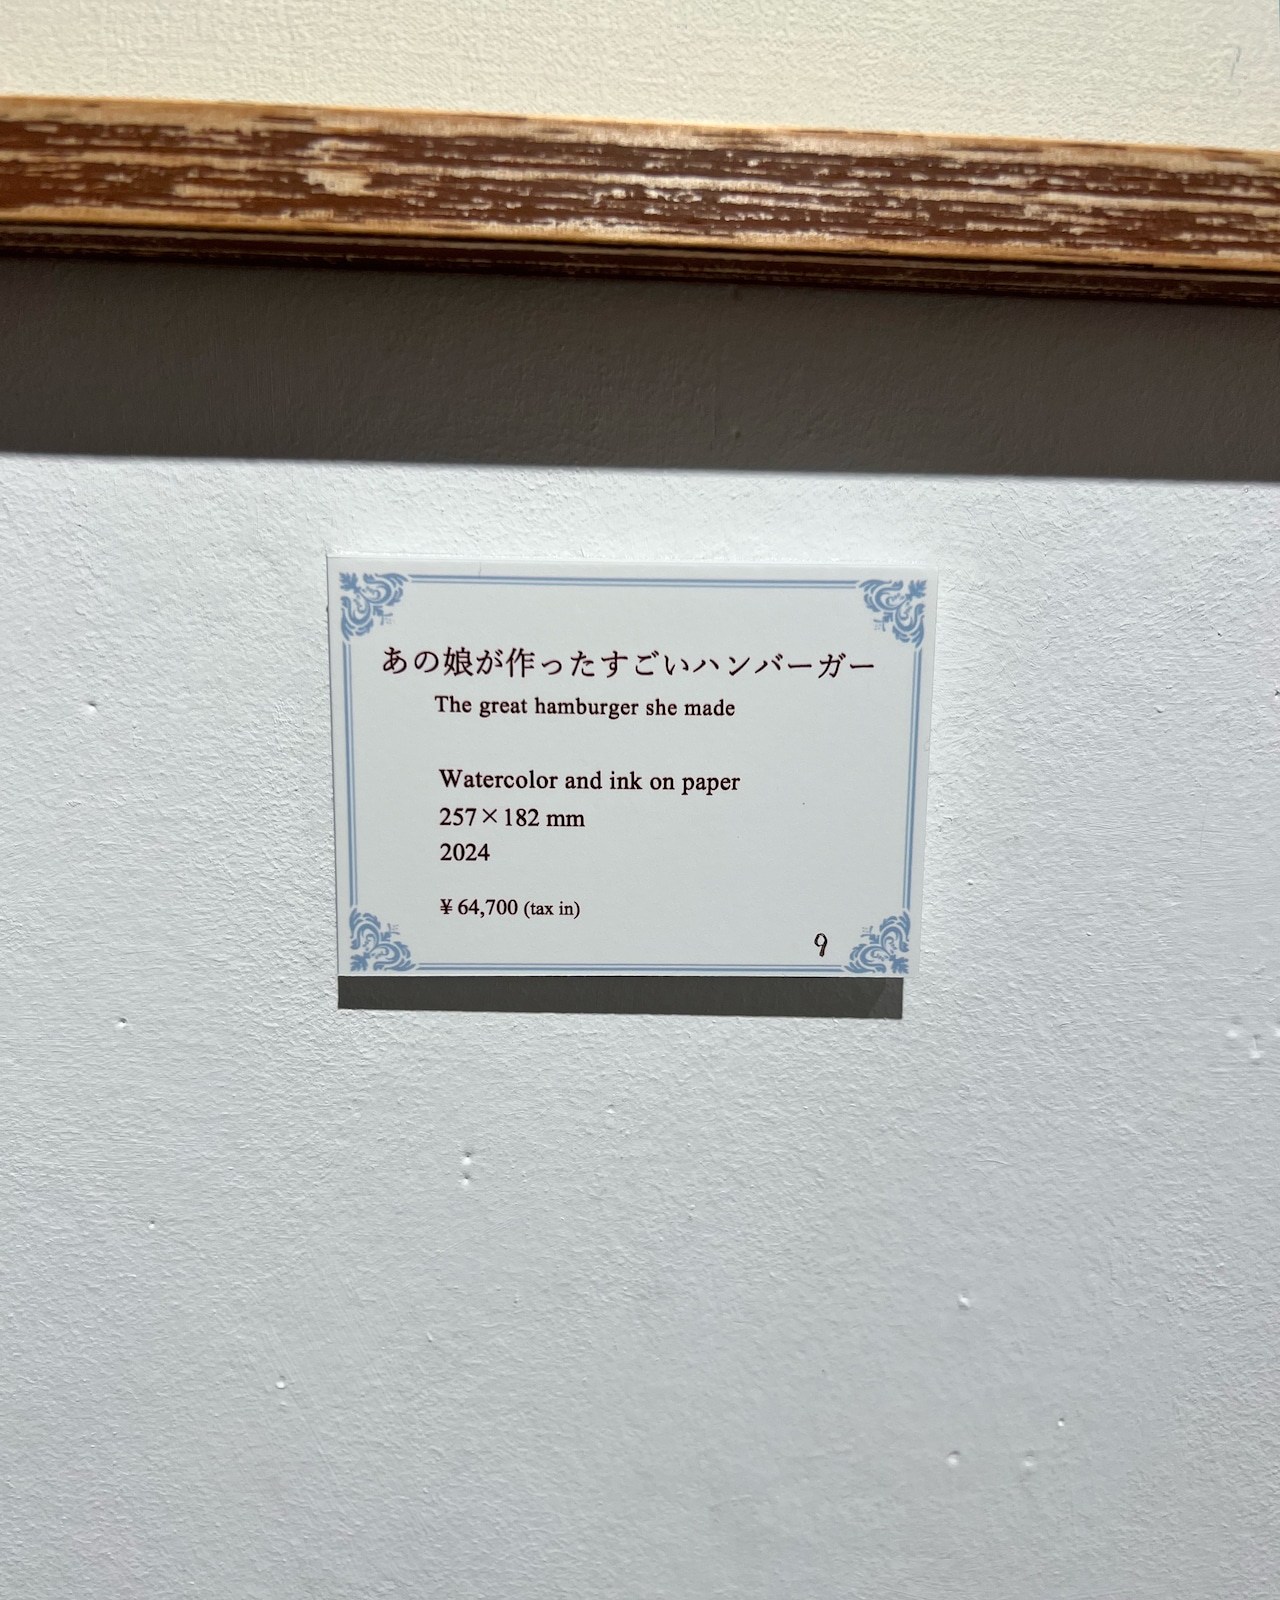 あの娘が作ったすごいハンバーガー
The great hamburger she made
Watercolor and ink on paper
257×182 mm
2024
¥ 64,700 (tax in)
9